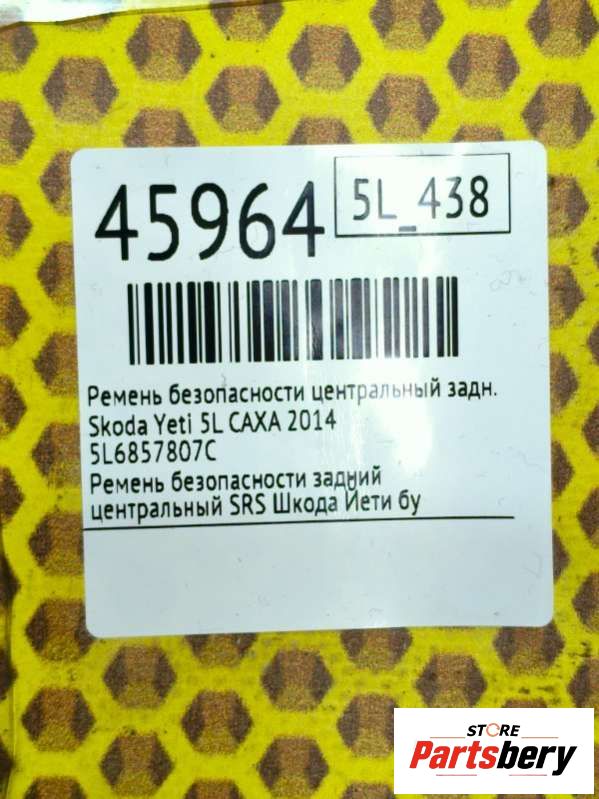 45964
5L_438
Ремень безопасности центральный задн.
Skoda Yeti 5L CAXA 2014
5L6857807C
Ремень безопасности задний
центральный SRS Шкода Йети бу
STORE
Partsbery